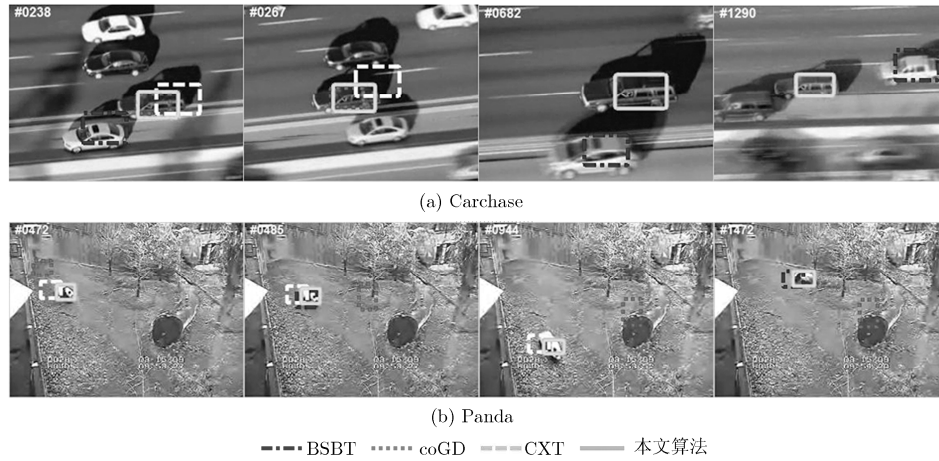 #0238 #0267 #0682 #1290
(a) Carchase
#0472 #0485 #0944 #1472
(b) Panda
BSBT coGD CXT 本文算法